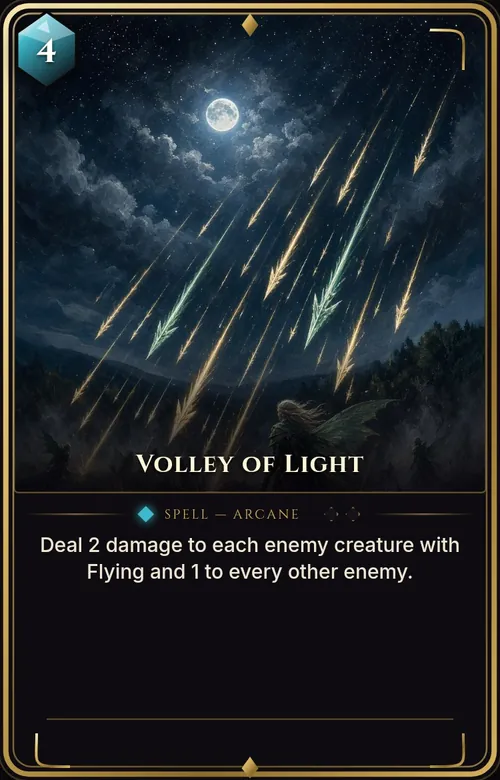 4
Volley of Light
SPELL — ARCANE
Deal 2 damage to each enemy creature with
Flying and 1 to every other enemy.